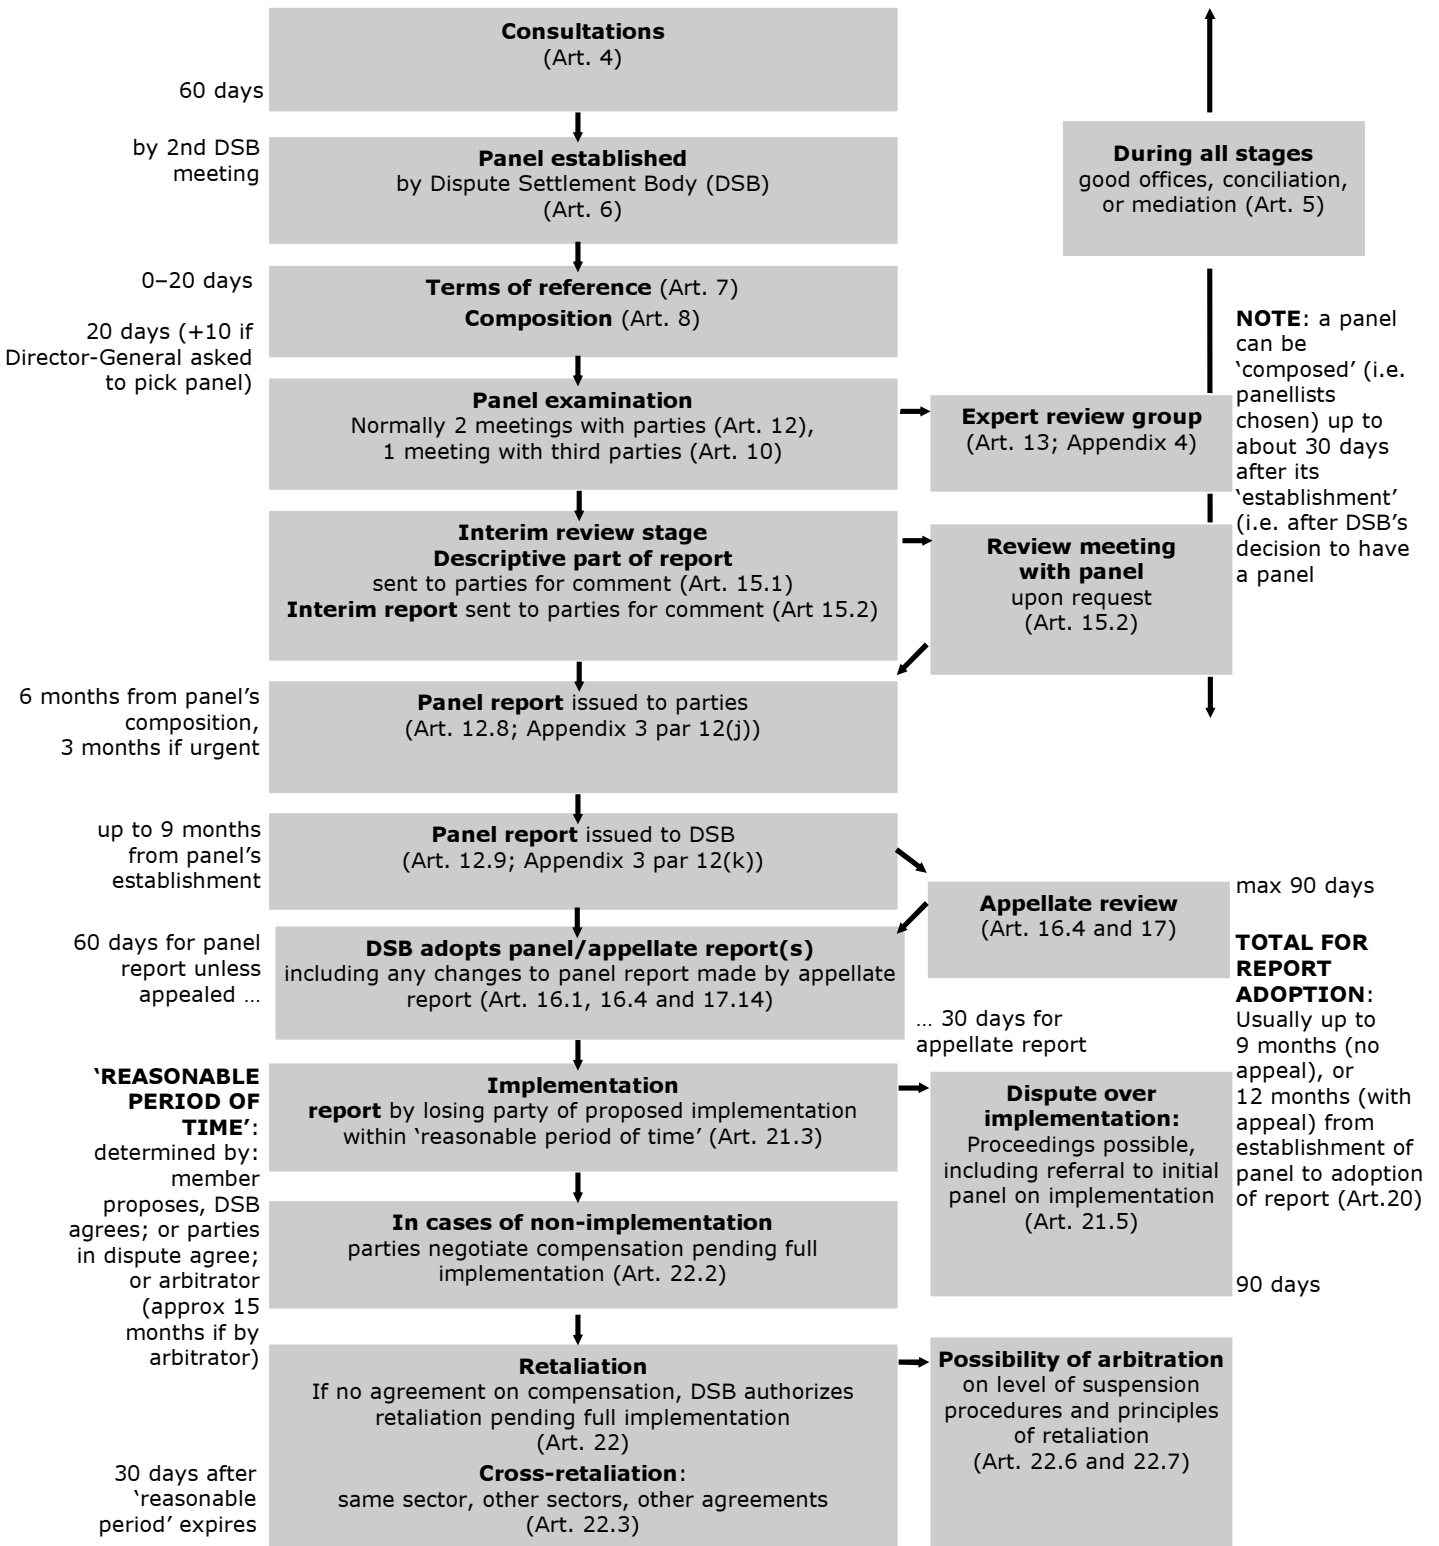 Consultations
(Art. 4)
60 days
by 2nd DSB
meeting
Panel established
by Dispute Settlement Body (DSB)
(Art. 6)
During all stages
good offices, conciliation,
or mediation (Art. 5)
0–20 days
20 days (+10 if
Director-General asked
to pick panel)
Terms of reference (Art. 7)
Composition (Art. 8)
NOTE: a panel
can be
‘composed’ (i.e.
panellists
chosen) up to
about 30 days
after its
‘establishment’
(i.e. after DSB’s
decision to have
a panel
Panel examination
Normally 2 meetings with parties (Art. 12),
1 meeting with third parties (Art. 10)
Expert review group
(Art. 13; Appendix 4)
Interim review stage
Descriptive part of report
sent to parties for comment (Art. 15.1)
Interim report sent to parties for comment (Art 15.2)
Review meeting
with panel
upon request
(Art. 15.2)
6 months from panel’s
composition,
3 months if urgent
Panel report issued to parties
(Art. 12.8; Appendix 3 par 12(j))
up to 9 months
from panel’s
establishment
Panel report issued to DSB
(Art. 12.9; Appendix 3 par 12(k))
Appellate review
(Art. 16.4 and 17)
max 90 days
60 days for panel
report unless
appealed …
DSB adopts panel/appellate report(s)
including any changes to panel report made by appellate
report (Art. 16.1, 16.4 and 17.14)
… 30 days for
appellate report
TOTAL FOR
REPORT
ADOPTION:
Usually up to
9 months (no
appeal), or
12 months (with
appeal) from
establishment of
panel to adoption
of report (Art.20)
‘REASONABLE
PERIOD OF
TIME’:
determined by:
member
proposes, DSB
agrees; or parties
in dispute agree;
or arbitrator
(approx 15
months if by
arbitrator)
Implementation
report by losing party of proposed implementation
within ‘reasonable period of time’ (Art. 21.3)
Dispute over
implementation:
Proceedings possible,
including referral to initial
panel on implementation
(Art. 21.5)
90 days
In cases of non-implementation
parties negotiate compensation pending full
implementation (Art. 22.2)
Retaliation
If no agreement on compensation, DSB authorizes
retaliation pending full implementation
(Art. 22)
Cross-retaliation:
same sector, other sectors, other agreements
(Art. 22.3)
30 days after
‘reasonable
period’ expires
Possibility of arbitration
on level of suspension
procedures and principles
of retaliation
(Art. 22.6 and 22.7)